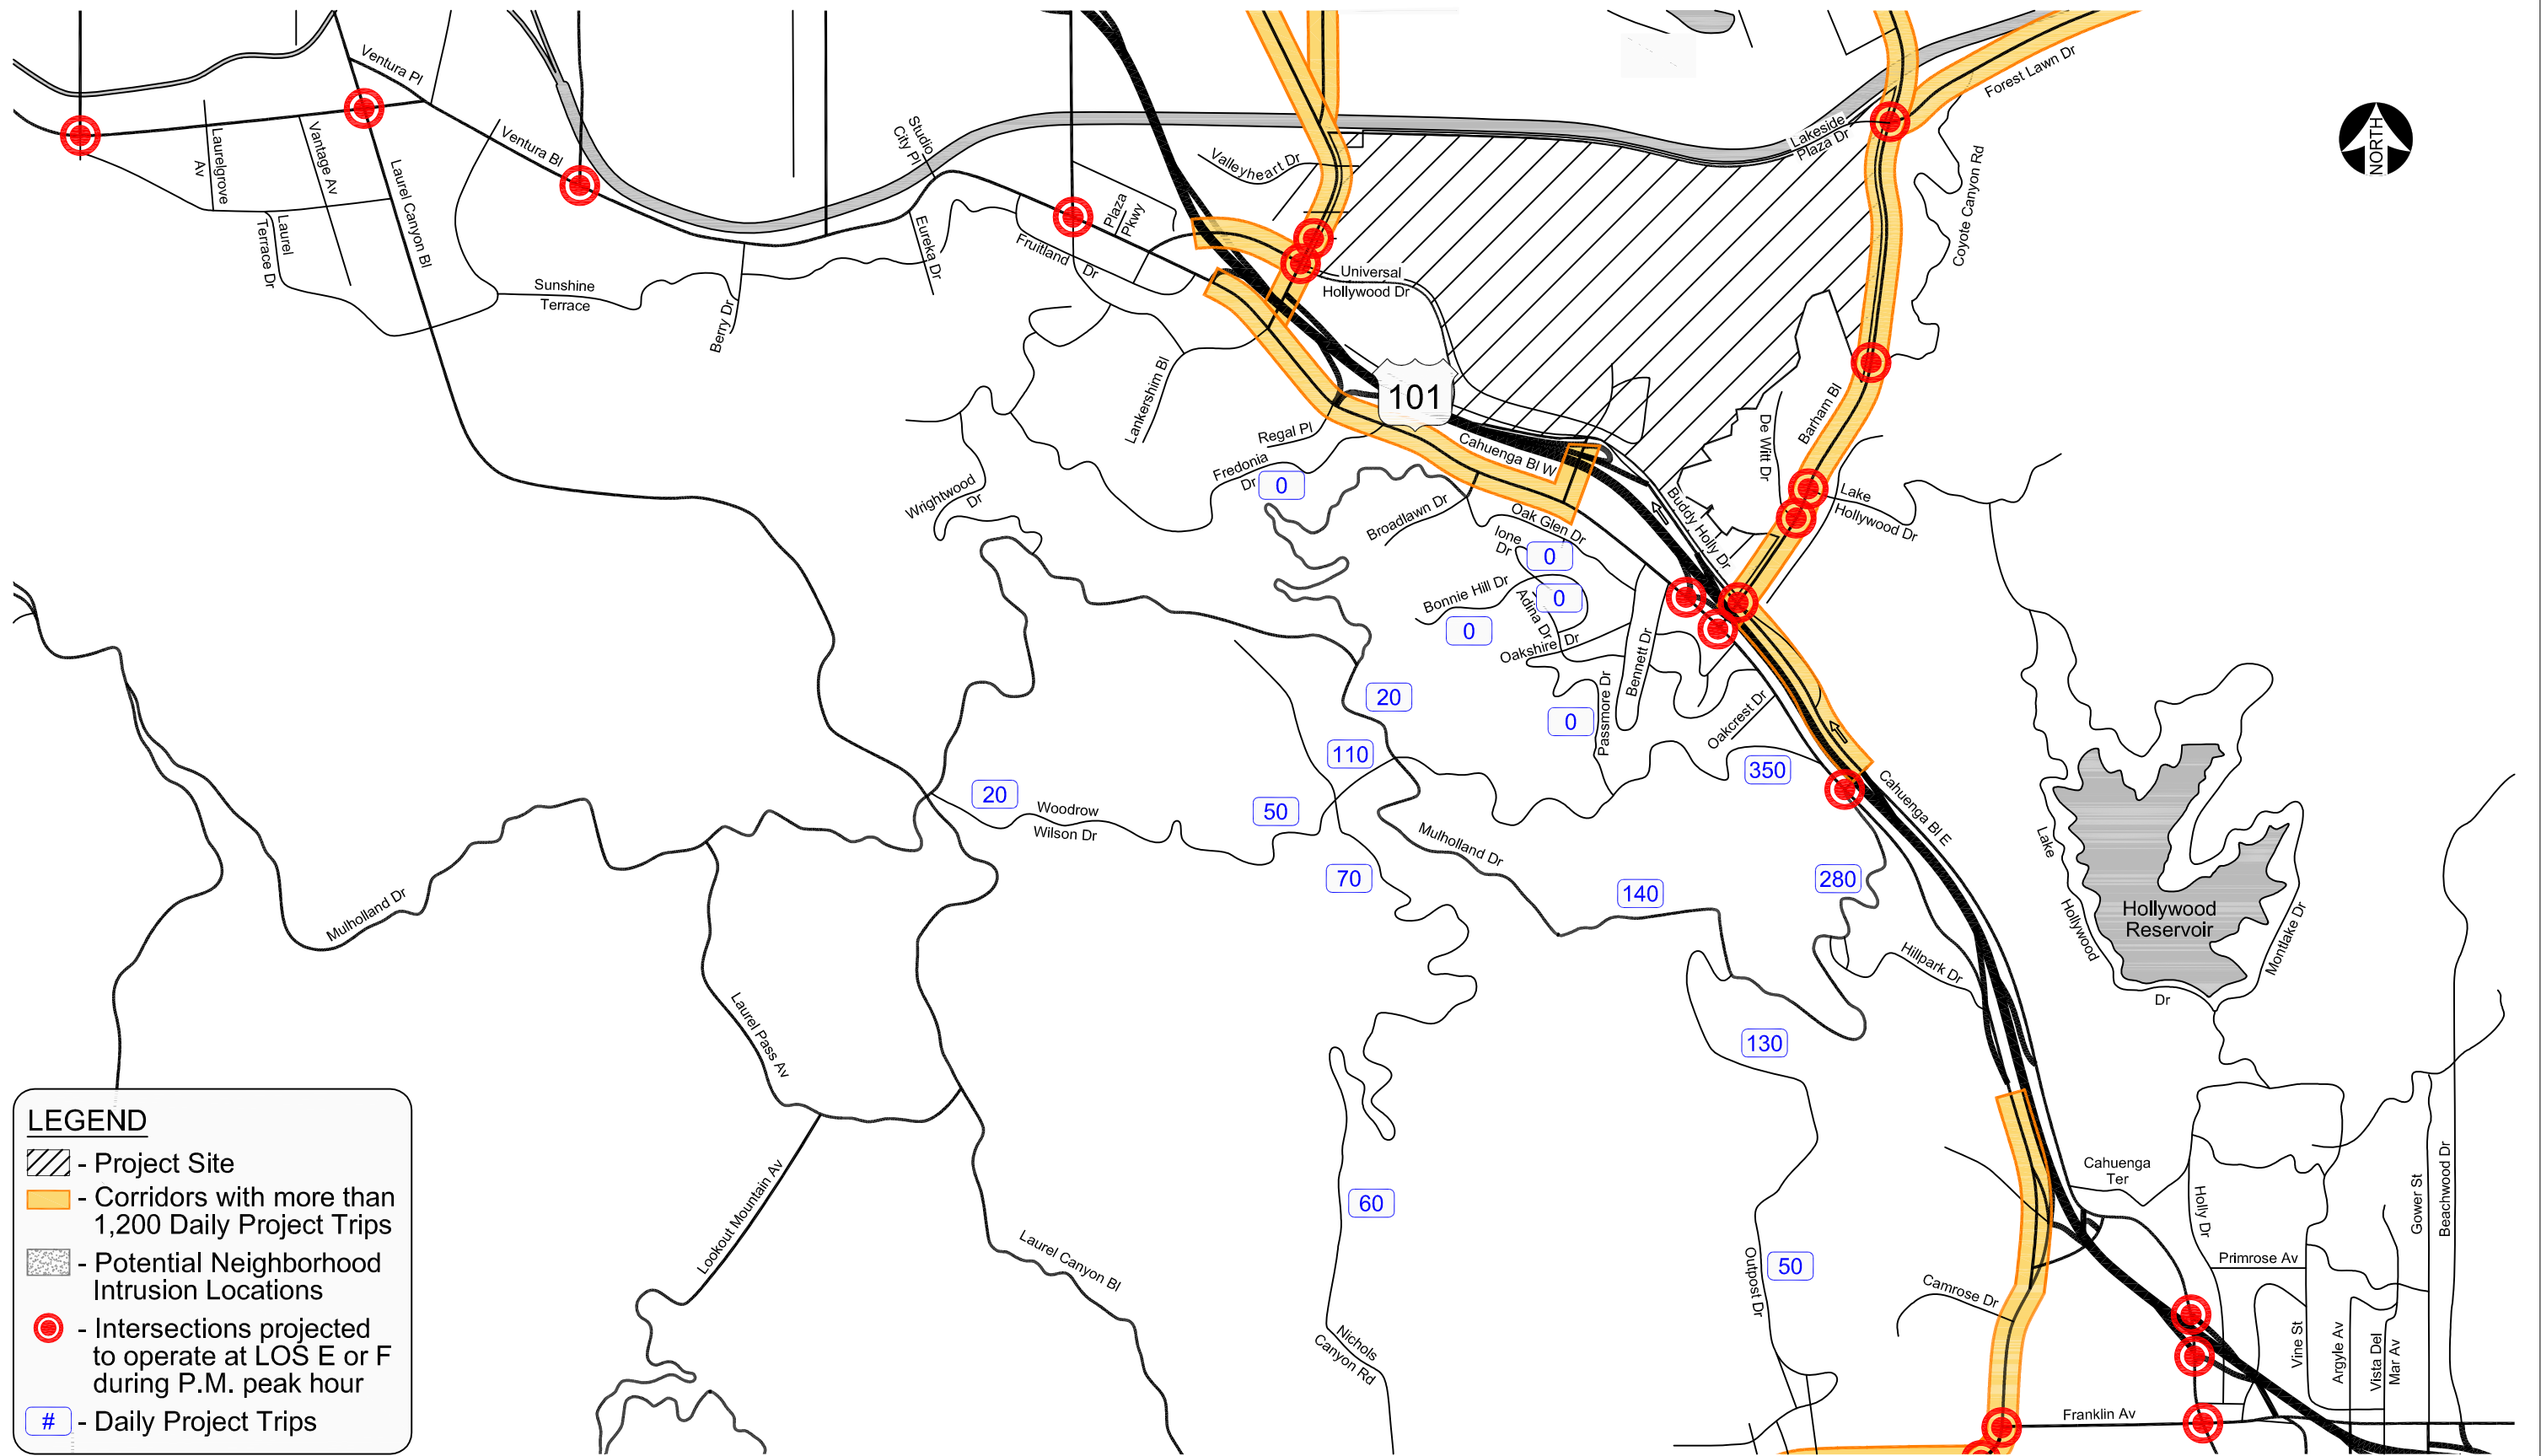 Ventura Pl
Laurelgrove
Av
Vantage Av
Laurel
Terrace Dr
Laurel Canyon Bl
Ventura Bl
Sunshine
Terrace
Berry Dr
Studio
City Pl
Eureka Dr
Fruitland Dr
Plaza
Pkwy
Valleyheart Dr
Universal
Hollywood Dr
Lakeside
Plaza Dr
Forest Lawn Dr
Coyote Canyon Rd
NORTH
Lankershim Bl
Regal Pl
Fredonia
Dr
0
101
Cahuenga Bl W
Wrightwood
Dr
Broadlawn Dr
Oak Glen Dr
Ione
Dr
0
Bonnie Hill Dr
0
Adina Dr
0
Oakshire Dr
Bennett Dr
Passmore Dr
0
Buddy Holly Dr
De Witt Dr
Barham Bl
Lake
Hollywood Dr
Oakcrest Dr
20
110
350
20
Woodrow
Wilson Dr
50
70
Mulholland Dr
140
280
Cahuenga Bl E
Hillpark Dr
Lake
Hollywood
Dr
Hollywood
Reservoir
Montlake Dr
Mulholland Dr
Laurel Pass Av
Lookout Mountain Av
Laurel Canyon Bl
60
Nichols
Canyon Rd
130
50
Outpost Dr
Camrose Dr
Cahuenga
Ter
Holly Dr
Primrose Av
Gower St
Beachwood Dr
Vine St
Argyle Av
Vista Del
Mar Av
Franklin Av
LEGEND
- Project Site
- Corridors with more than
1,200 Daily Project Trips
- Potential Neighborhood
Intrusion Locations
- Intersections projected
to operate at LOS E or F
during P.M. peak hour
# - Daily Project Trips